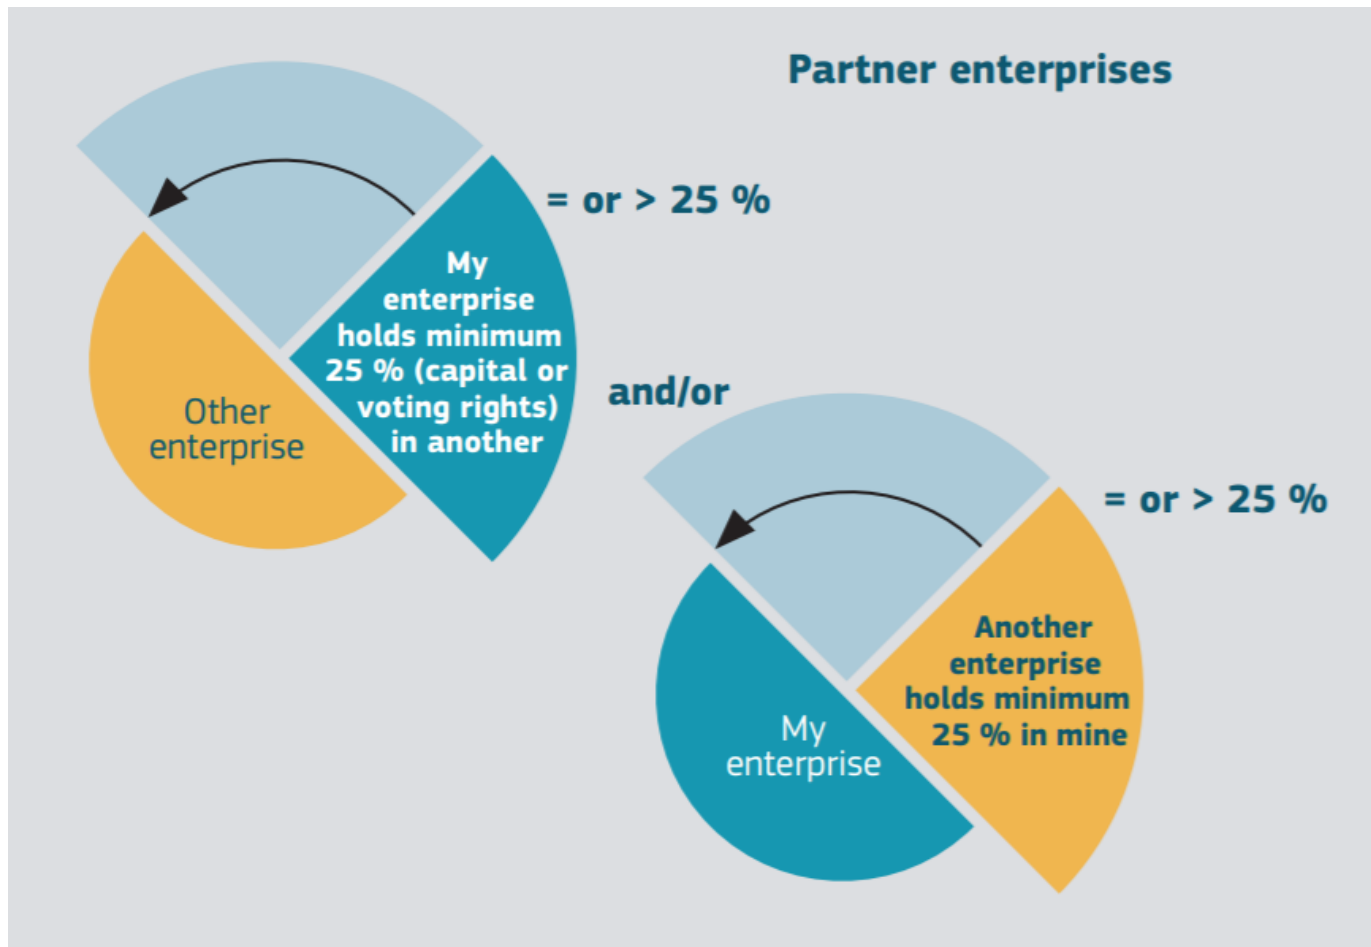 Partner enterprises
= or > 25 %
My
enterprise
holds minimum
25 % (capital or
voting rights)
in another
Other
enterprise
and/or
= or > 25 %
Another
enterprise
holds minimum
25 % in mine
My
enterprise